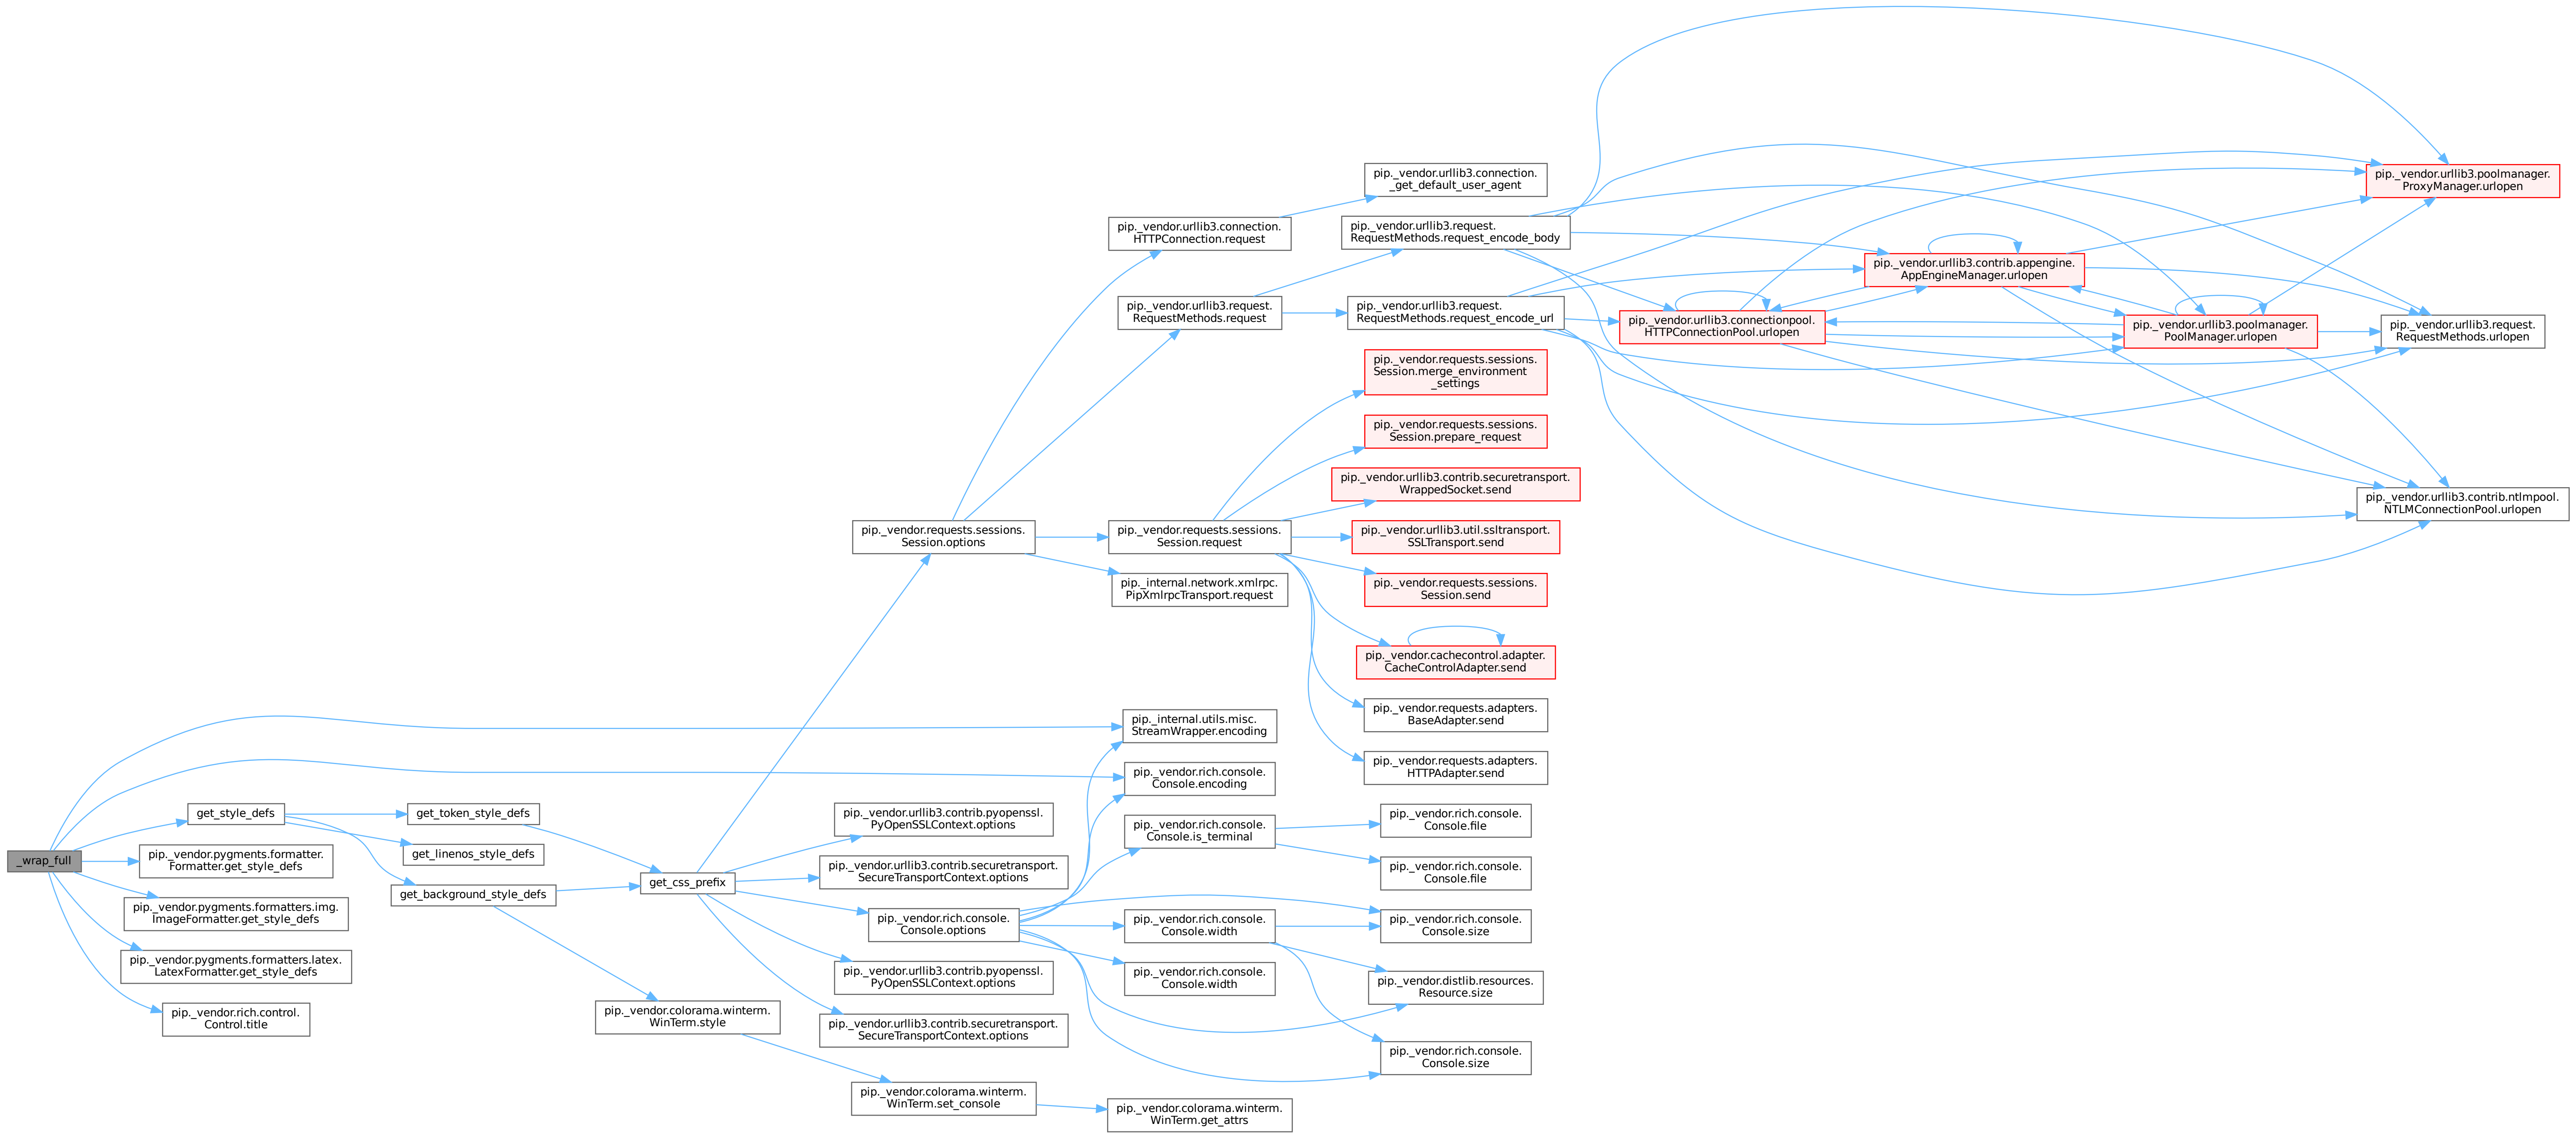 _wrap_full
get_style_defs
pip._vendor.pygments.formatter.
Formatter.get_style_defs
pip._vendor.pygments.formatters.img.
ImageFormatter.get_style_defs
pip._vendor.pygments.formatters.latex.
LatexFormatter.get_style_defs
pip._vendor.rich.control.
Control.title
get_token_style_defs
get_linenos_style_defs
get_background_style_defs
get_css_prefix
pip._vendor.colorama.winterm.
WinTerm.style
pip._vendor.requests.sessions.
Session.options
pip._vendor.urllib3.contrib.pyopenssl.
PyOpenSSLContext.options
pip._vendor.urllib3.contrib.securetransport.
SecureTransportContext.options
pip._vendor.rich.console.
Console.options
pip._vendor.urllib3.contrib.pyopenssl.
PyOpenSSLContext.options
pip._vendor.urllib3.contrib.securetransport.
SecureTransportContext.options
pip._vendor.colorama.winterm.
WinTerm.set_console
pip._vendor.urllib3.connection.
HTTPConnection.request
pip._vendor.urllib3.request.
RequestMethods.request
pip._vendor.requests.sessions.
Session.request
pip._internal.network.xmlrpc.
PipXmlrpcTransport.request
pip._internal.utils.misc.
StreamWrapper.encoding
pip._vendor.rich.console.
Console.encoding
pip._vendor.rich.console.
Console.is_terminal
pip._vendor.rich.console.
Console.width
pip._vendor.rich.console.
Console.width
pip._vendor.colorama.winterm.
WinTerm.get_attrs
pip._vendor.urllib3.connection.
_get_default_user_agent
pip._vendor.urllib3.request.
RequestMethods.request_encode_body
pip._vendor.urllib3.request.
RequestMethods.request_encode_url
pip._vendor.requests.sessions.
Session.merge_environment
_settings
pip._vendor.requests.sessions.
Session.prepare_request
pip._vendor.urllib3.contrib.securetransport.
WrappedSocket.send
pip._vendor.urllib3.util.ssltransport.
SSLTransport.send
pip._vendor.requests.sessions.
Session.send
pip._vendor.cachecontrol.adapter.
CacheControlAdapter.send
pip._vendor.requests.adapters.
BaseAdapter.send
pip._vendor.requests.adapters.
HTTPAdapter.send
pip._vendor.rich.console.
Console.file
pip._vendor.rich.console.
Console.file
pip._vendor.rich.console.
Console.size
pip._vendor.distlib.resources.
Resource.size
pip._vendor.rich.console.
Console.size
pip._vendor.urllib3.connectionpool.
HTTPConnectionPool.urlopen
pip._vendor.urllib3.contrib.appengine.
AppEngineManager.urlopen
pip._vendor.urllib3.poolmanager.
PoolManager.urlopen
pip._vendor.urllib3.poolmanager.
ProxyManager.urlopen
pip._vendor.urllib3.request.
RequestMethods.urlopen
pip._vendor.urllib3.contrib.ntlmpool.
NTLMConnectionPool.urlopen